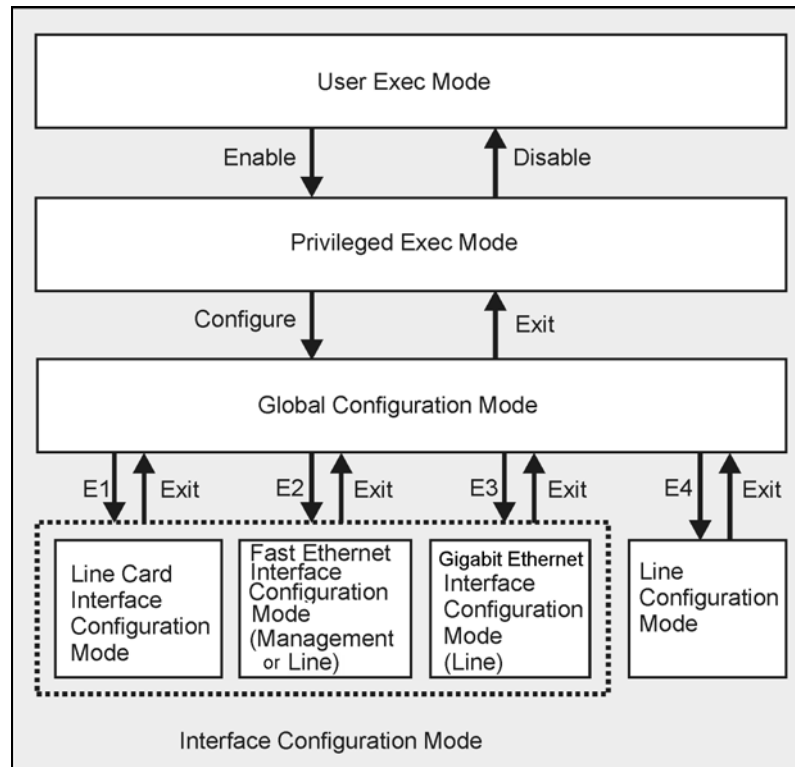 User Exec Mode
Enable
Disable
Privileged Exec Mode
Configure
Exit
Global Configuration Mode
E1
Exit
E2
Exit
E3
Exit
E4
Exit
Line Card
Interface
Configuration
Mode
Fast Ethernet
Interface
Configuration
Mode
(Management
or Line)
Gigabit Ethernet
Interface
Configuration
Mode
(Line)
Line
Configuration
Mode
Interface Configuration Mode